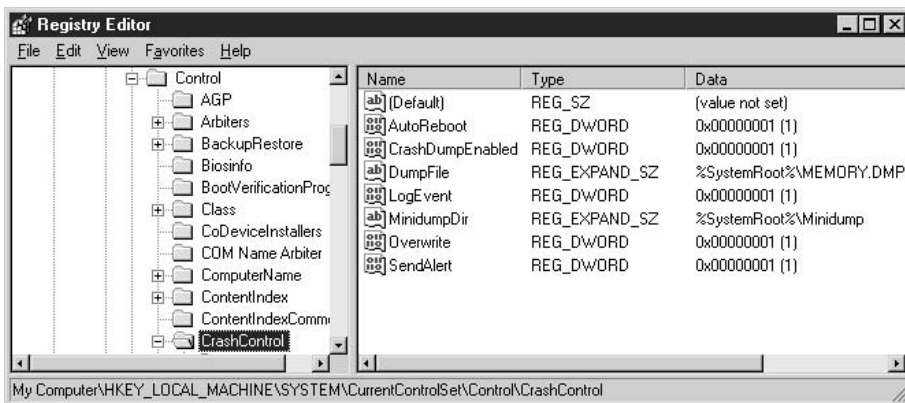 Registry Editor
File Edit View Favorites Help
Control
AGP
Arbiters
BackupRestore
Biosinfo
BootVerificationProg
Class
CoDeviceInstallers
COM Name Arbiter
ComputerName
ContentIndex
ContentIndexComm
CrashControl
Name Type Data
(Default) REG_SZ (value not set)
AutoReboot REG_DWORD 0x00000001 (1)
CrashDumpEnabled REG_DWORD 0x00000001 (1)
DumpFile REG_EXPAND_SZ %SystemRoot%\MEMORY.DMP
LogEvent REG_DWORD 0x00000001 (1)
MinidumpDir REG_EXPAND_SZ %SystemRoot%\Minidump
Overwrite REG_DWORD 0x00000001 (1)
SendAlert REG_DWORD 0x00000001 (1)
My Computer\HKEY_LOCAL_MACHINE\SYSTEM\CurrentControlSet\Control\CrashControl